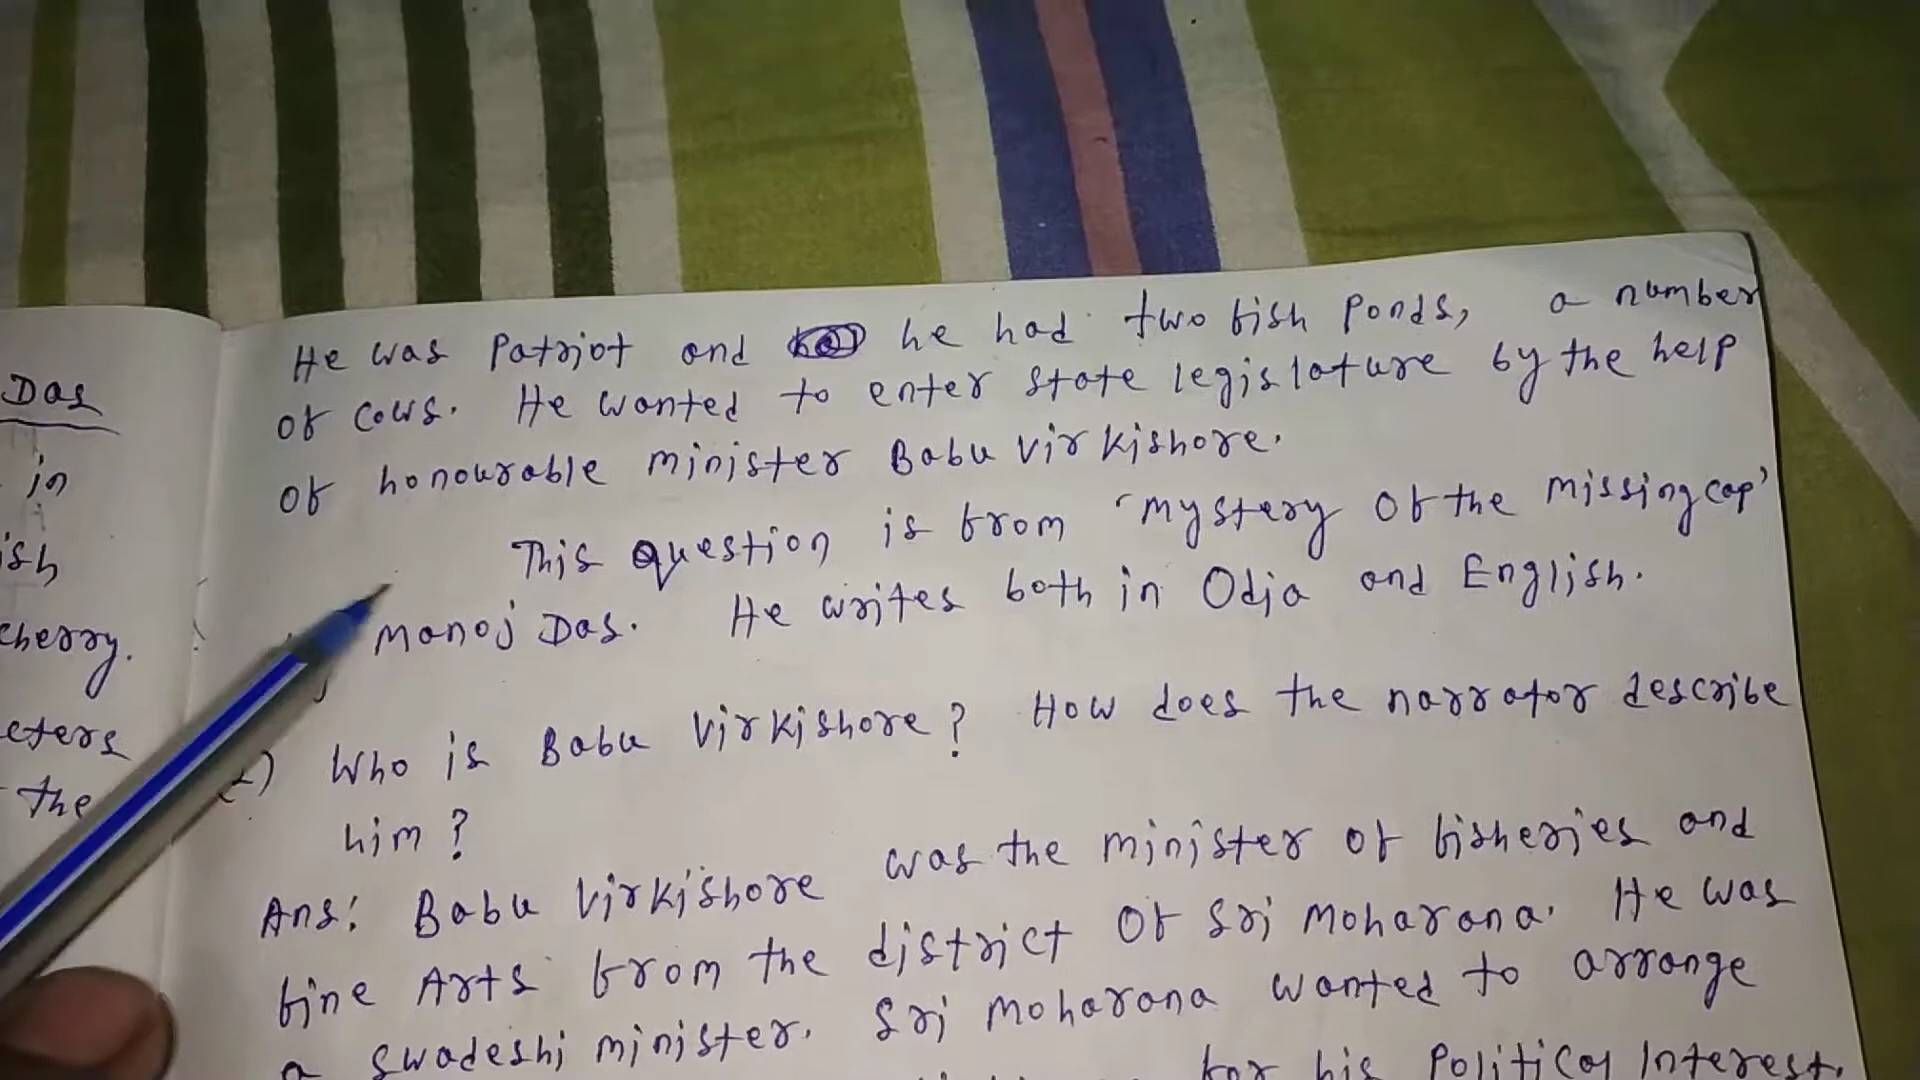 Das
in
ish
cherry.
cters
the
He was Patriot and he had two fish Ponds, a number
of cows. He wanted to enter state legislature by the help
of honourable minister Babu Virkishore.
This question is from 'mystery of the missing cap'
Manoj Das. He writes both in Odia and English.
2) Who is Babu Virkishore? How does the narrator describe
him?
Ans: Babu Virkishore was the minister of fisheries and
fine Arts from the district of Sri Moharana. He was
a swadeshi minister. Sri Moharana wanted to arrange
for his Political Interest.